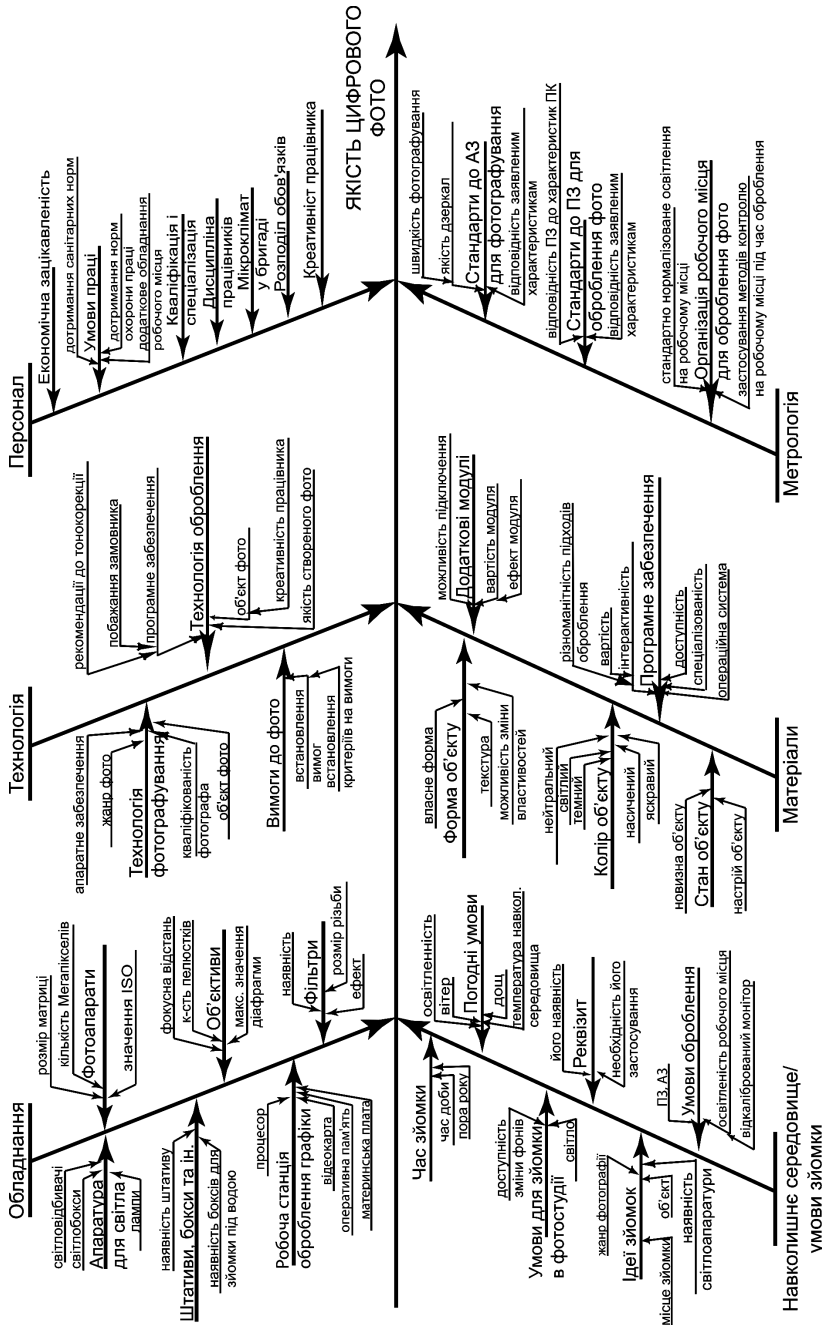 Обладнання
світловідбивачі
світлобокси
Апаратура
для світла
лампи
розмір матриці
кількість Мегапікселів
Фотоапарати
значення ISO
наявність штативу
Штативи, бокси та ін.
наявність боксів для
зйомки під водою
фокусна відстань
к-сть пелюстків
Об'єктиви
макс. значення
діафрагми
процесор
Робоча станція
оброблення графіки
відеокарта
оперативна пам'ять
материнська плата
наявність
Фільтри
розмір різьби
ефект
Технологія
апаратне забезпечення
жанр фото
Технологія
фотографування
кваліфікованість
фотографа
об'єкт фото
рекомендації до тонокорекції
побажання замовника
програмне забезпечення
Технологія оброблення
об'єкт фото
креативність працівника
якість створеного фото
Вимоги до фото
встановлення
вимог
встановлення
критеріїв на вимоги
Персонал
Економічна зацікавленість
дотримання санітарних норм
Умови праці
дотримання норм
охорони праці
додаткове обладнання
робочого місця
Кваліфікація і
спеціалізація
Дисципліна
працівників
Мікроклімат
у бригаді
Розподіл обов'язків
Креативніст працівника
ЯКІСТЬ ЦИФРОВОГО
ФОТО
Час зйомки
час доби
пора року
освітленність
вітер
Погодні умови
дощ
температура навкол.
середовища
доступність
зміни фонів
Умови для зйомки
в фотостудії
світло
його наявність
Реквізит
необхідність його
застосування
жанр фотографії
Ідеї зйомок
об'єкт
місце зйомки
наявність
світлоапаратури
ПЗ, АЗ
Умови оброблення
освітленість робочого місця
відкалібрований монітор
Навколишнє середовище/
умови зйомки
власне форма
Форма об'єкту
текстура
можливість зміни
властивостей
можливість підключення
Додаткові модулі
вартість модуля
ефект модуля
нейтральний
світлий
темний
Колір об'єкту
насичений
яскравий
різноманітність підходів
оброблення
вартість
інтерактивність
Програмне забезпечення
доступність
спеціалізованість
операційна система
новизна об'єкту
Стан об'єкту
настрій об'єкту
Матеріали
швидкість фотографування
якість дзеркал
Стандарти до АЗ
для фотографування
відповідність заявленим
характеристикам
відповідність ПЗ до характеристик ПК
Стандарти до ПЗ для
оброблення фото
відповідність заявленим
характеристикам
стандартно нормалізоване освітлення
на робочому місці
Організація робочого місця
для оброблення фото
застосування методів контролю
на робочому місці під час оброблення
Метрологія